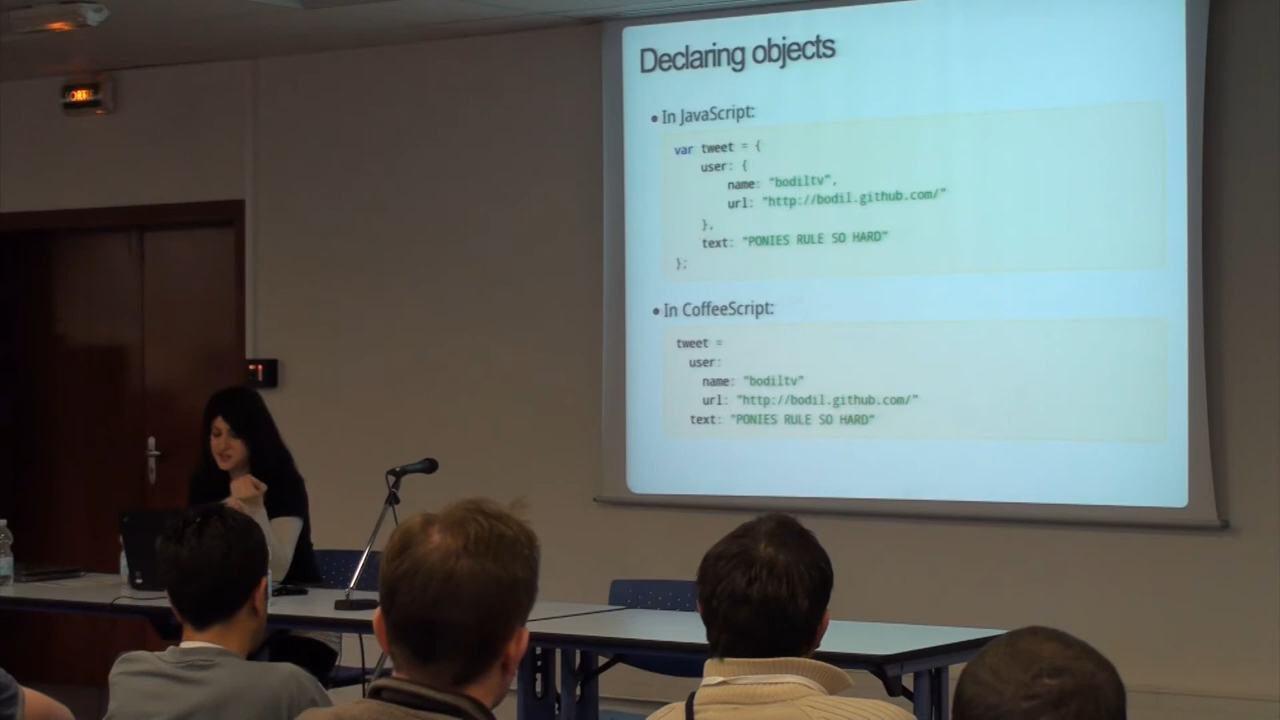 Declaring objects
• In JavaScript:
var tweet = {
    user: {
        name: "bodiltv",
        url: "http://bodil.github.com/"
    },
    text: "PONIES RULE SO HARD"
};
• In CoffeeScript:
tweet =
  user:
    name: "bodiltv"
    url: "http://bodil.github.com/"
  text: "PONIES RULE SO HARD"